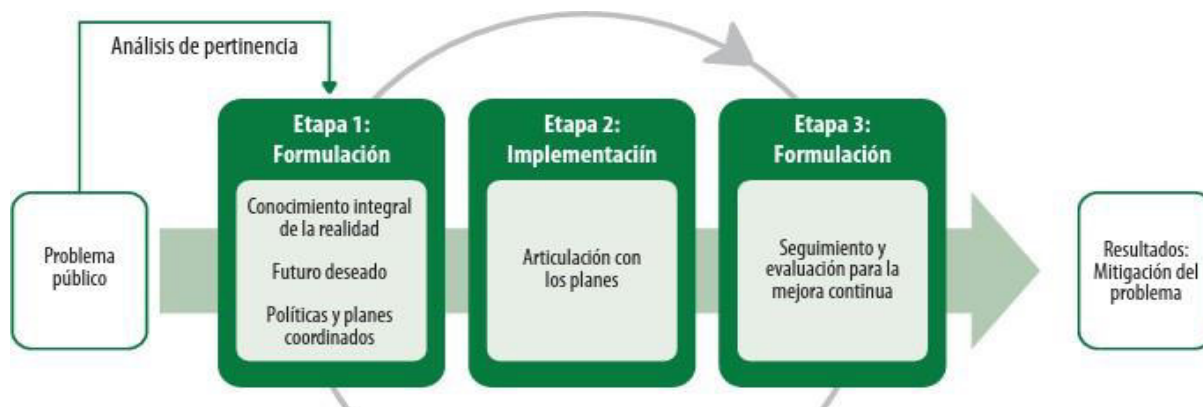 Análisis de pertinencia
Problema
público
Etapa 1:
Formulación
Conocimiento integral
de la realidad
Futuro deseado
Políticas y planes
coordinados
Etapa 2:
Implementaciín
Articulación con
los planes
Etapa 3:
Formulación
Seguimiento y
evaluación para la
mejora continua
Resultados:
Mitigación del
problema